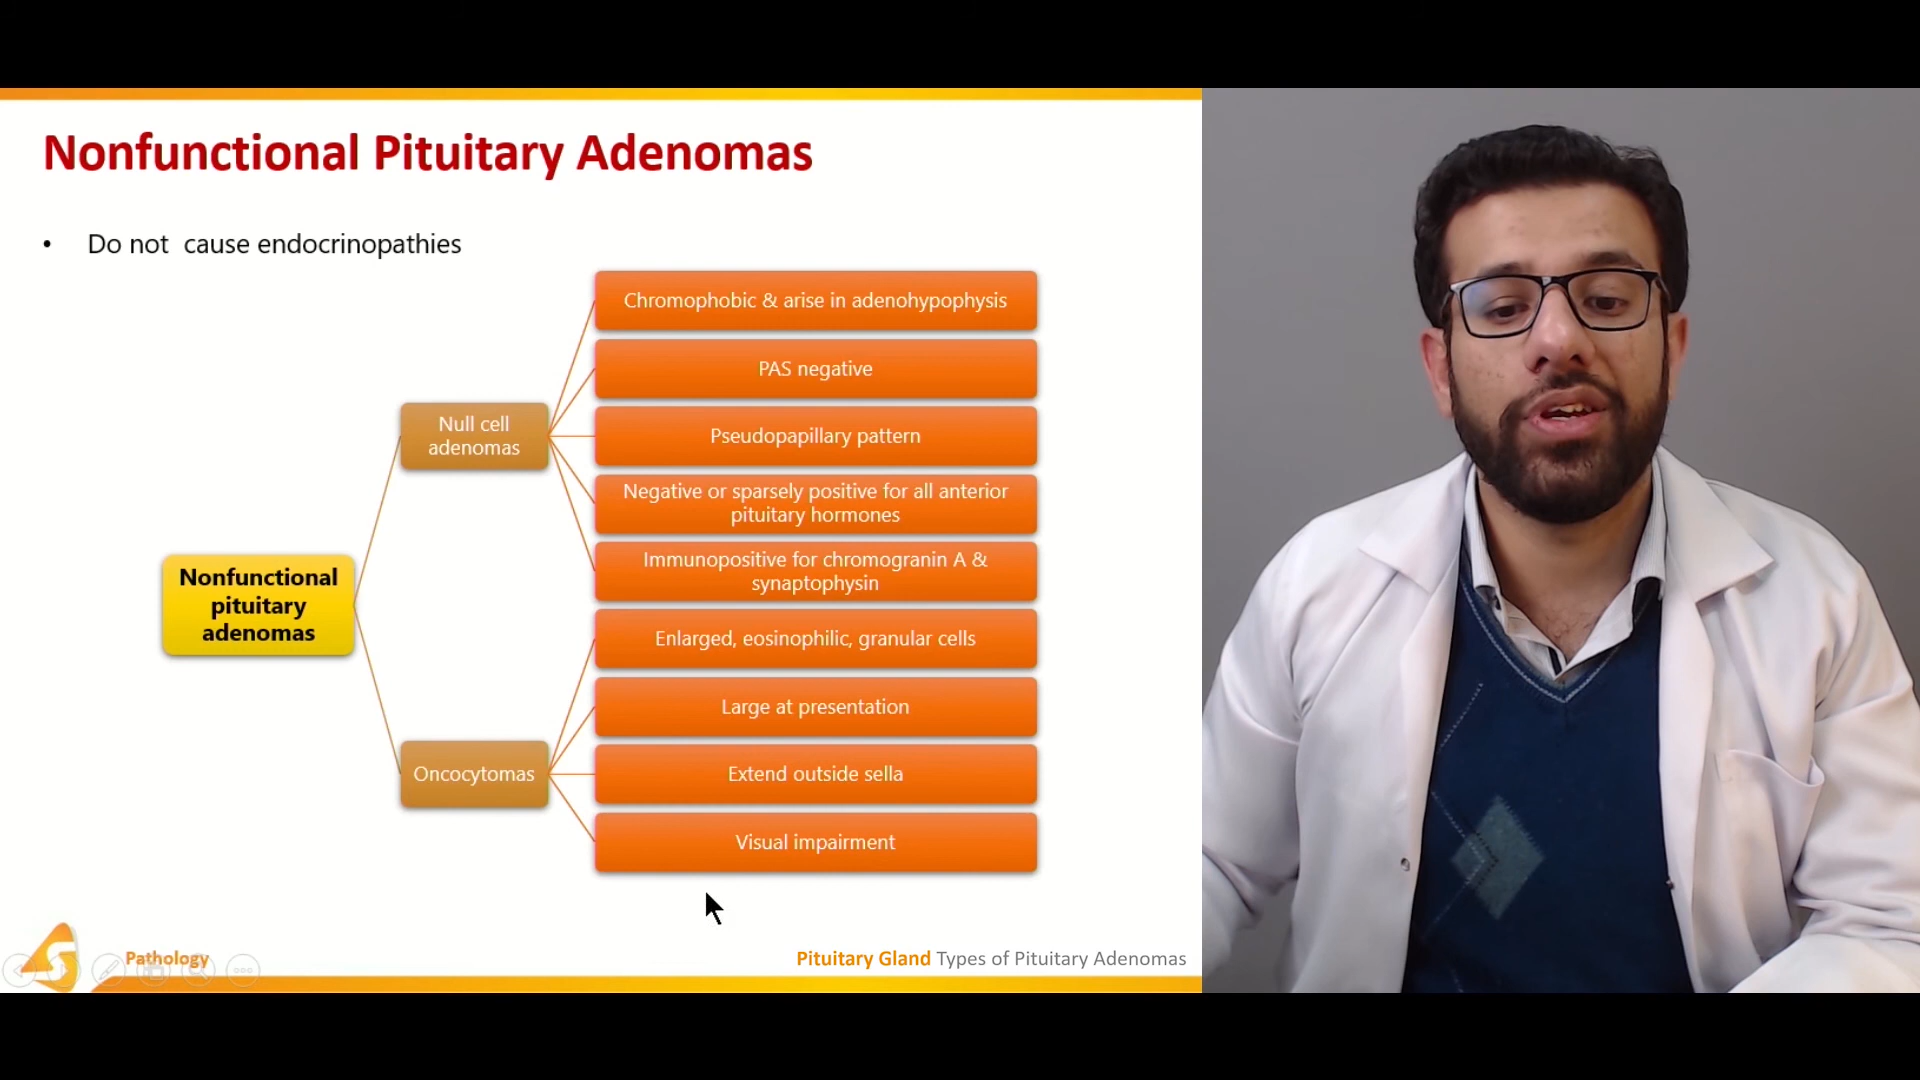 Nonfunctional Pituitary Adenomas
• Do not cause endocrinopathies
Nonfunctional
pituitary
adenomas
Null cell
adenomas
Chromophobic & arise in adenohypophysis
PAS negative
Pseudopapillary pattern
Negative or sparsely positive for all anterior
pituitary hormones
Immunopositive for chromogranin A &
synaptophysin
Oncocytomas
Enlarged, eosinophilic, granular cells
Large at presentation
Extend outside sella
Visual impairment
S
Pathology
Pituitary Gland Types of Pituitary Adenomas